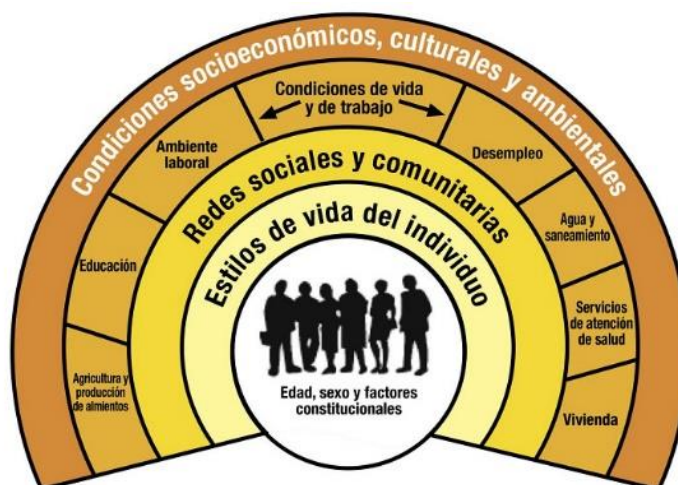 Condiciones socioeconómicos, culturales y ambientales
Condiciones de vida
y de trabajo
Ambiente
laboral
Desempleo
Educación
Agua y
saneamiento
Agricultura y
producción
de almientos
Servicios
de atención
de salud
Vivienda
Redes sociales y comunitarias
Estilos de vida del individuo
Edad, sexo y factores
constitucionales